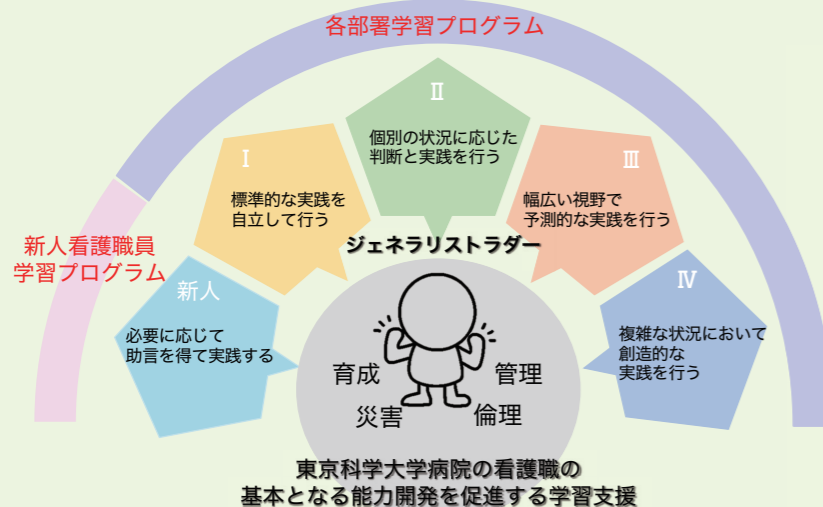 各部署学習プログラム
Ⅱ
個別の状況に応じた
判断と実践を行う
Ⅰ
標準的な実践を
自立して行う
Ⅲ
幅広い視野で
予測的な実践を行う
新人看護職員
学習プログラム
ジェネラリストラダー
新人
必要に応じて
助言を得て実践する
Ⅳ
複雑な状況において
創造的な
実践を行う
育成
管理
災害
倫理
東京科学大学病院の看護職の
基本となる能力開発を促進する学習支援